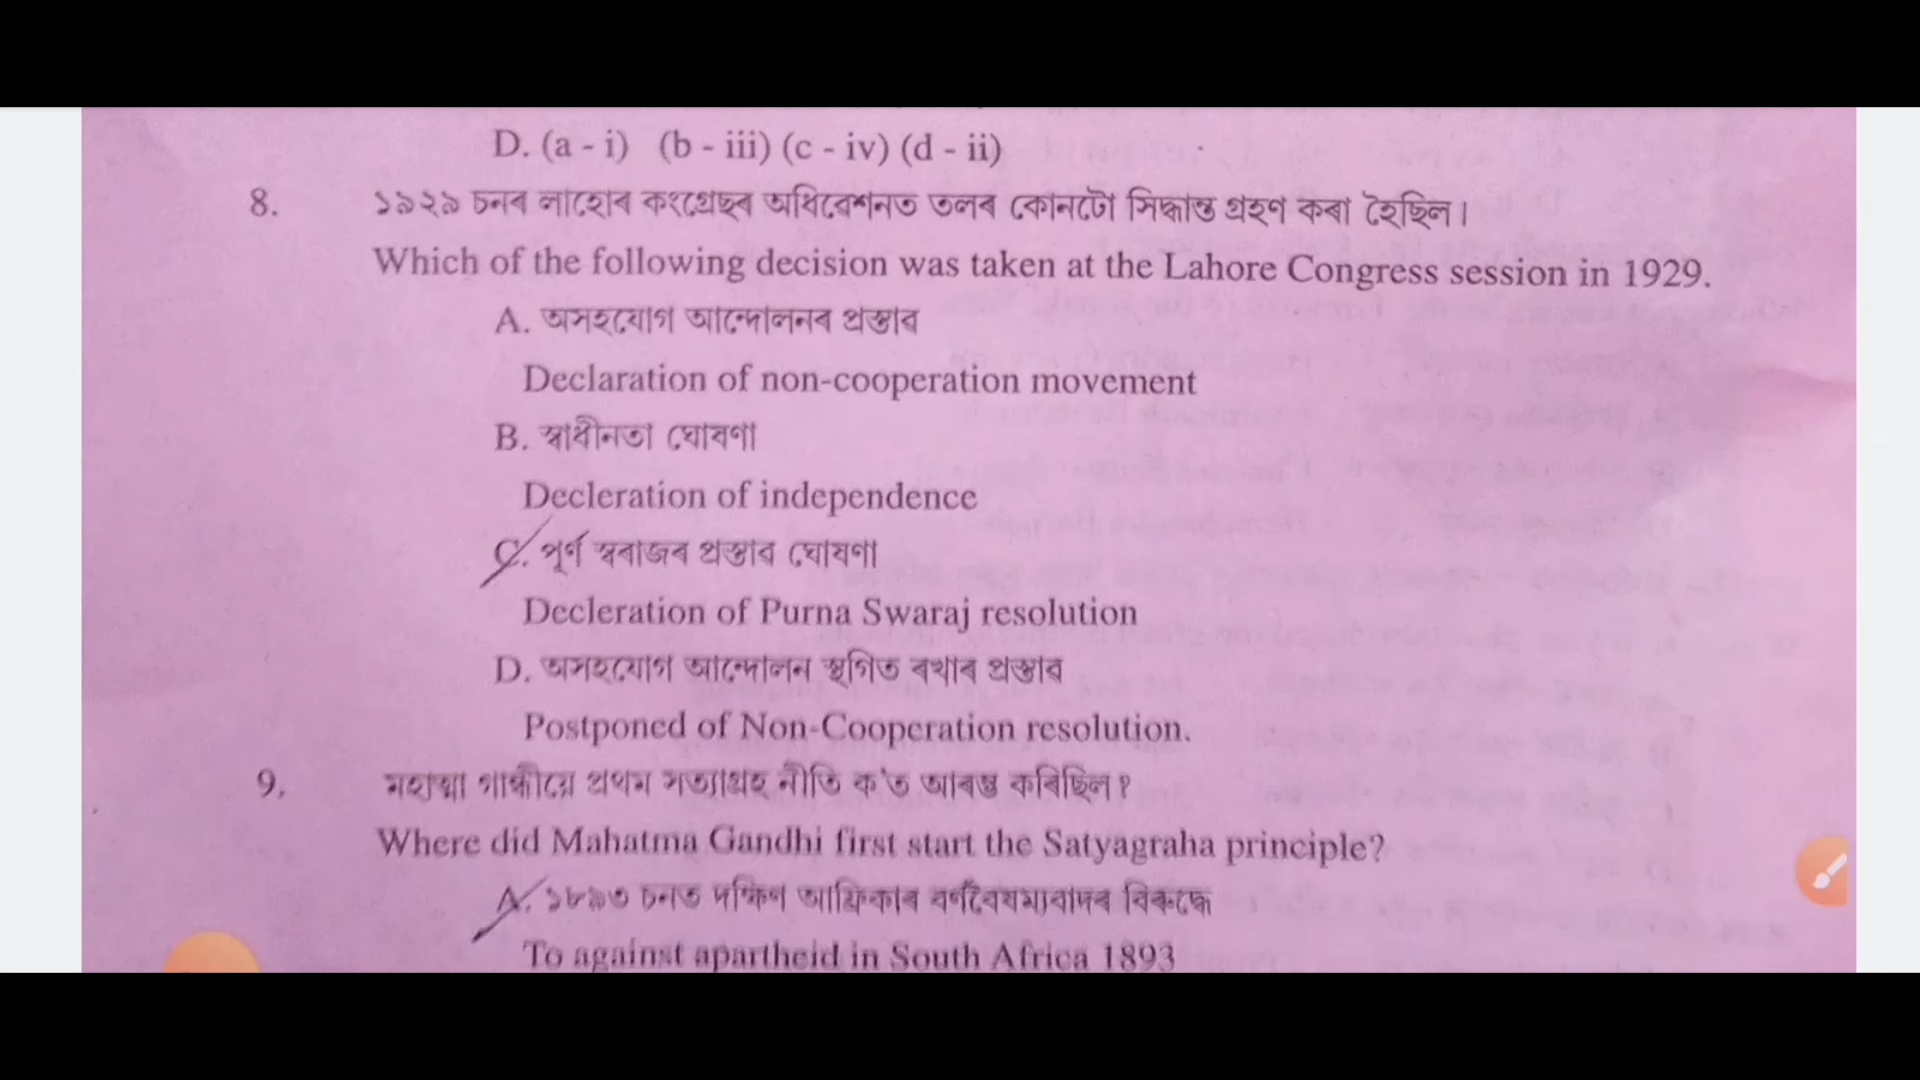 D. (a - i) (b - iii) (c - iv) (d - ii)
8. ১৯২৯ চনৰ লাহোৰ কংগ্ৰেছৰ অধিবেশনত তলৰ কোনটো সিদ্ধান্ত গ্ৰহণ কৰা হৈছিল।
Which of the following decision was taken at the Lahore Congress session in 1929.
A. অসহযোগ আন্দোলনৰ প্ৰস্তাৱ
Declaration of non-cooperation movement
B. স্বাধীনতা ঘোষণা
Decleration of independence
C. পূৰ্ণ স্বৰাজৰ প্ৰস্তাৱ ঘোষণা
Decleration of Purna Swaraj resolution
D. অসহযোগ আন্দোলন স্থগিত ৰখাৰ প্ৰস্তাৱ
Postponed of Non-Cooperation resolution.
9. মহাত্মা গান্ধীয়ে প্ৰথম সত্যাগ্ৰহ নীতি ক'ত আৰম্ভ কৰিছিল?
Where did Mahatma Gandhi first start the Satyagraha principle?
A. ১৮৯৩ চনত দক্ষিণ আফ্ৰিকাৰ বৰ্ণবৈষম্যবাদৰ বিৰুদ্ধে
To against apartheid in South Africa 1893